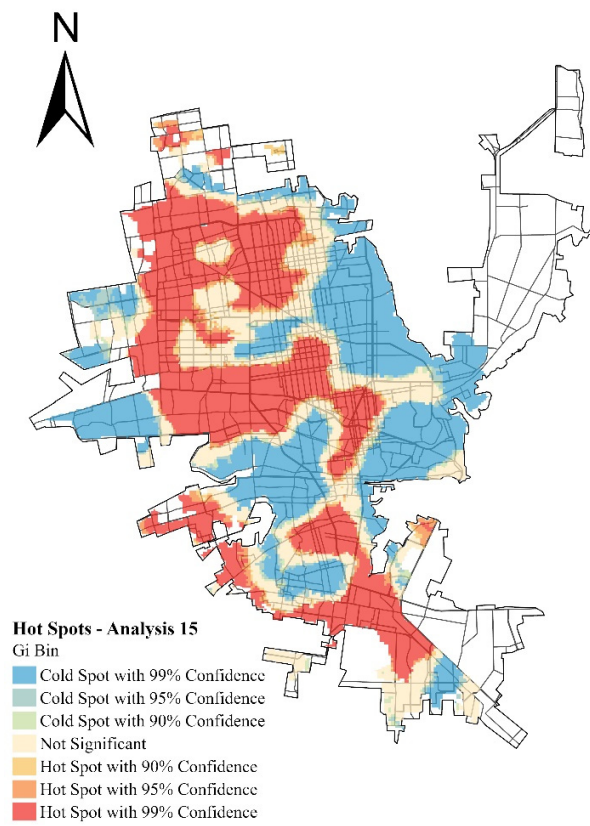 N
Hot Spots - Analysis 15
Gi Bin
Cold Spot with 99% Confidence
Cold Spot with 95% Confidence
Cold Spot with 90% Confidence
Not Significant
Hot Spot with 90% Confidence
Hot Spot with 95% Confidence
Hot Spot with 99% Confidence